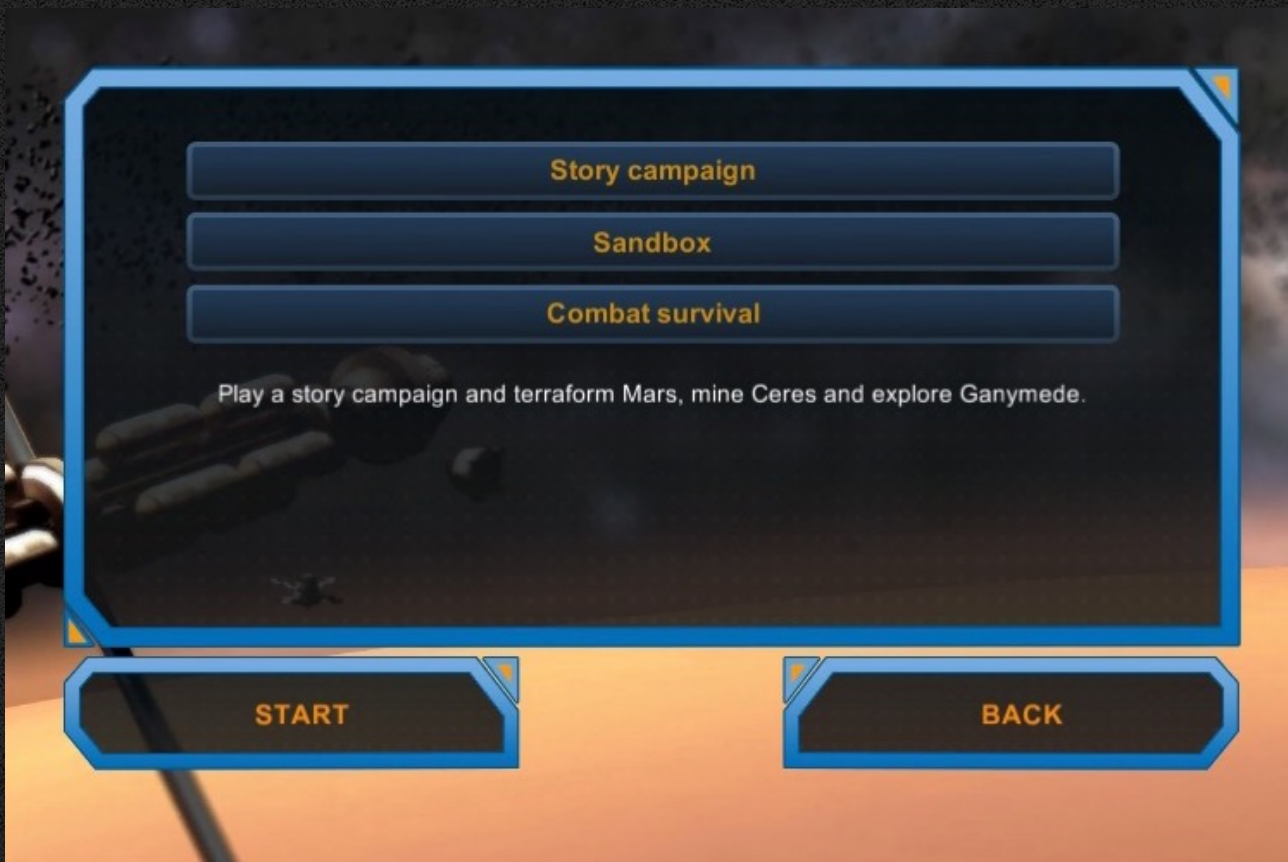 Story campaign
Sandbox
Combat survival
Play a story campaign and terraform Mars, mine Ceres and explore Ganymede.
START
BACK